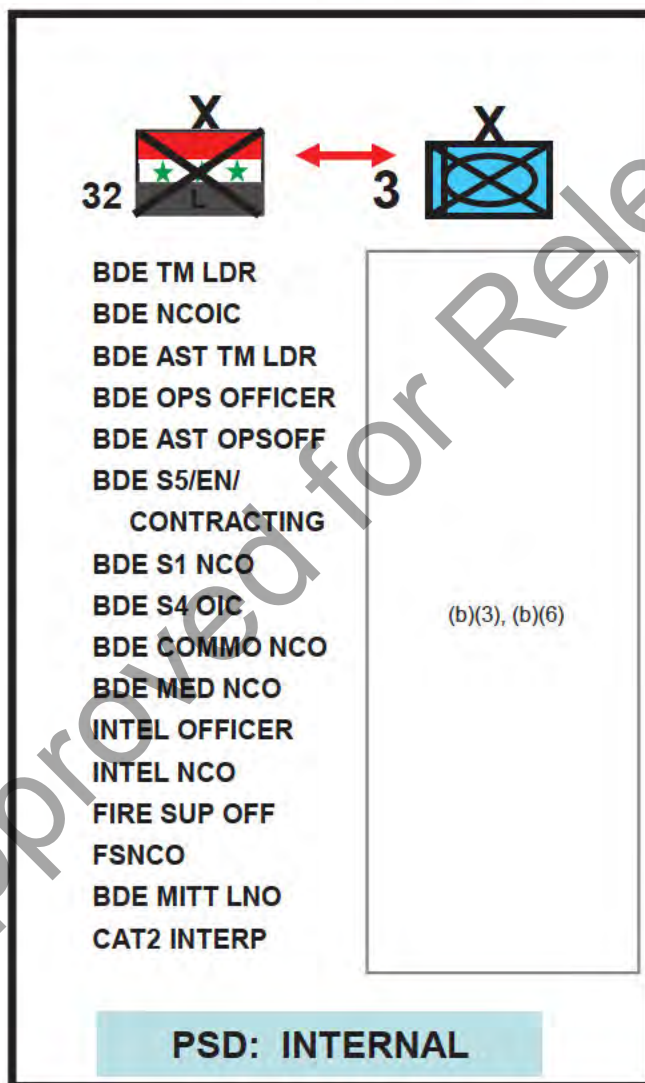 X
X
32
L
3
BDE TM LDR
BDE NCOIC
BDE AST TM LDR
BDE OPS OFFICER
BDE AST OPSOFF
BDE S5/EN/
CONTRACTING
BDE S1 NCO
BDE S4 OIC
BDE COMMO NCO
BDE MED NCO
INTEL OFFICER
INTEL NCO
FIRE SUP OFF
FSNCO
BDE MITT LNO
CAT2 INTERP
(b)(3), (b)(6)
PSD: INTERNAL
pproved for Rele